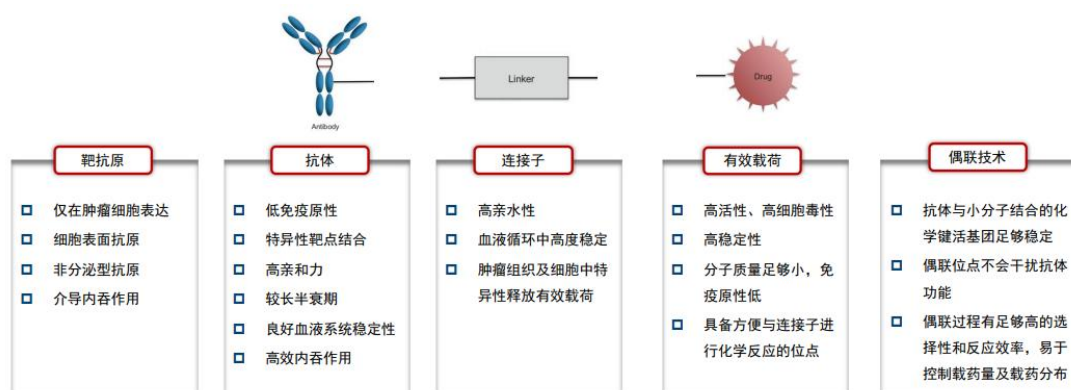 Antibody
Linker
Drug
靶抗原
仅在肿瘤细胞表达
细胞表面抗原
非分泌型抗原
介导内吞作用
抗体
低免疫原性
特异性靶点结合
高亲和力
较长半衰期
良好血液系统稳定性
高效内吞作用
连接子
高亲水性
血液循环中高度稳定
肿瘤组织及细胞中特
异性释放有效载荷
有效载荷
高活性、高细胞毒性
高稳定性
分子质量足够小，免
疫原性低
具备方便与连接子进
行化学反应的位点
偶联技术
抗体与小分子结合的化
学键活基团足够稳定
偶联位点不会干扰抗体
功能
偶联过程有足够高的选
择性和反应效率，易于
控制载药量及载药分布